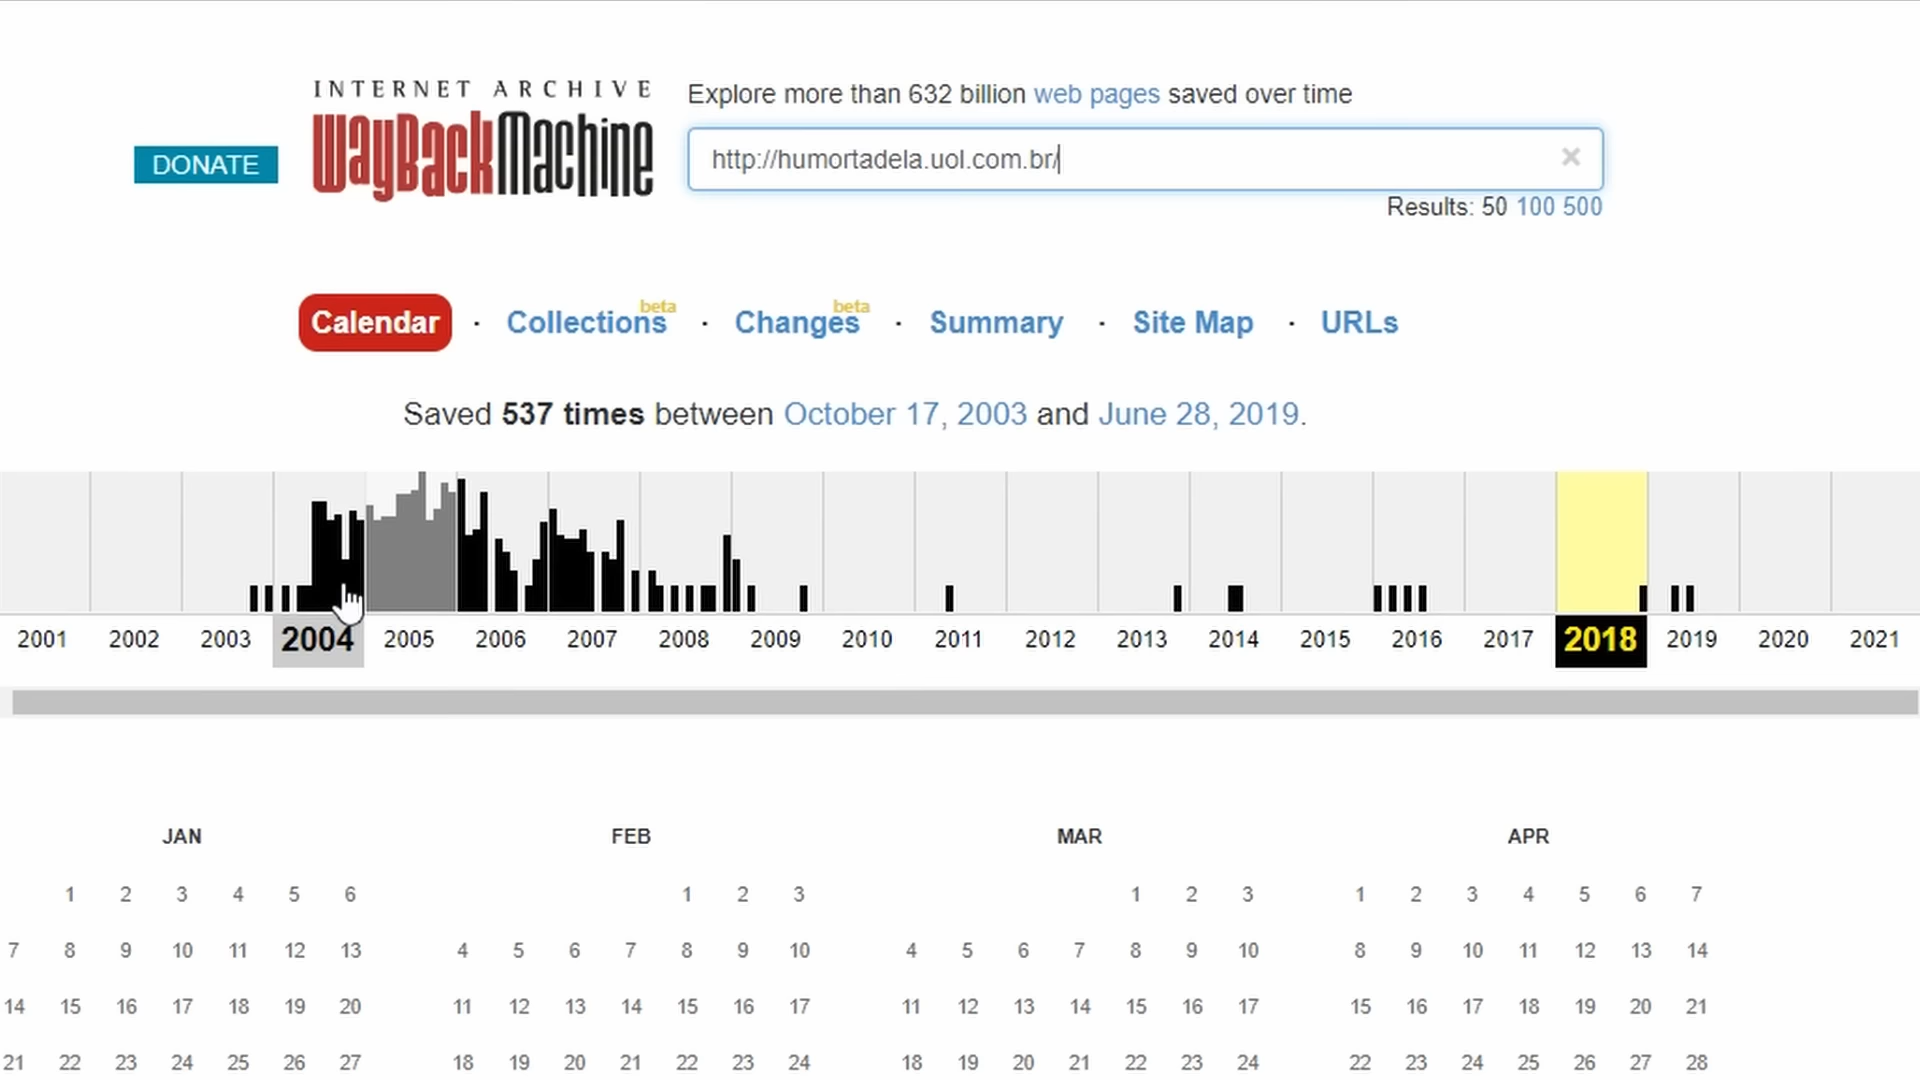 INTERNET ARCHIVE
WayBackMachine
DONATE
Explore more than 632 billion web pages saved over time
http://humortadela.uol.com.br/
Results: 50 100 500
Calendar · Collections beta · Changes beta · Summary · Site Map · URLs
Saved 537 times between October 17, 2003 and June 28, 2019.
2001 2002 2003 2004 2005 2006 2007 2008 2009 2010 2011 2012 2013 2014 2015 2016 2017 2018 2019 2020 2021
JAN FEB MAR APR
1 2 3 4 5 6 1 2 3 1 2 3 1 2 3 4 5 6 7
7 8 9 10 11 12 13 4 5 6 7 8 9 10 4 5 6 7 8 9 10 8 9 10 11 12 13 14
14 15 16 17 18 19 20 11 12 13 14 15 16 17 11 12 13 14 15 16 17 15 16 17 18 19 20 21
21 22 23 24 25 26 27 18 19 20 21 22 23 24 18 19 20 21 22 23 24 22 23 24 25 26 27 28